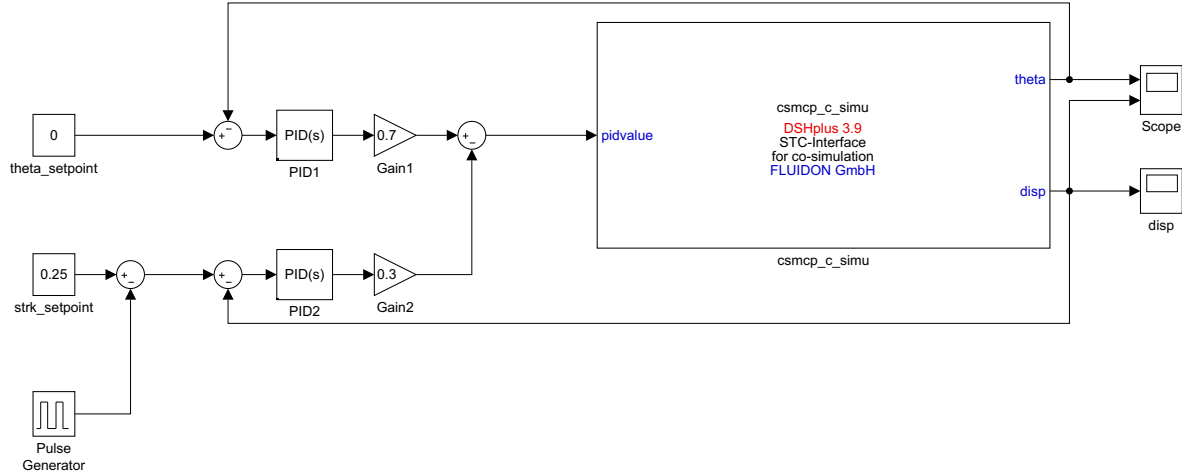 theta
csmcp_c_simu
DSHplus 3.9
STC-Interface
for co-simulation
FLUIDON GmbH
pidvalue
disp
csmcp_c_simu
Scope
disp
0
theta_setpoint
+
−
PID(s)
PID1
0.7
Gain1
+
−
0.25
strk_setpoint
+
−
+
−
PID(s)
PID2
0.3
Gain2
Pulse
Generator